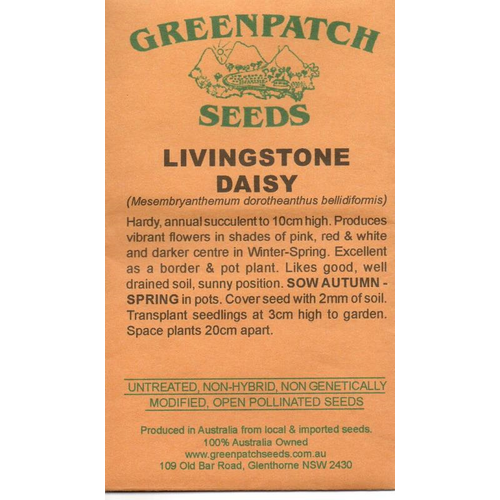 GREENPATCH
SEEDS
LIVINGSTONE
DAISY
(Mesembryanthemum dorotheanthus bellidiformis)
Hardy, annual succulent to 10cm high. Produces
vibrant flowers in shades of pink, red & white
and darker centre in Winter-Spring. Excellent
as a border & pot plant. Likes good, well
drained soil, sunny position. SOW AUTUMN -
SPRING in pots. Cover seed with 2mm of soil.
Transplant seedlings at 3cm high to garden.
Space plants 20cm apart.
UNTREATED, NON-HYBRID, NON GENETICALLY
MODIFIED, OPEN POLLINATED SEEDS
Produced in Australia from local & imported seeds.
100% Australia Owned
www.greenpatchseeds.com.au
109 Old Bar Road, Glenthorne NSW 2430